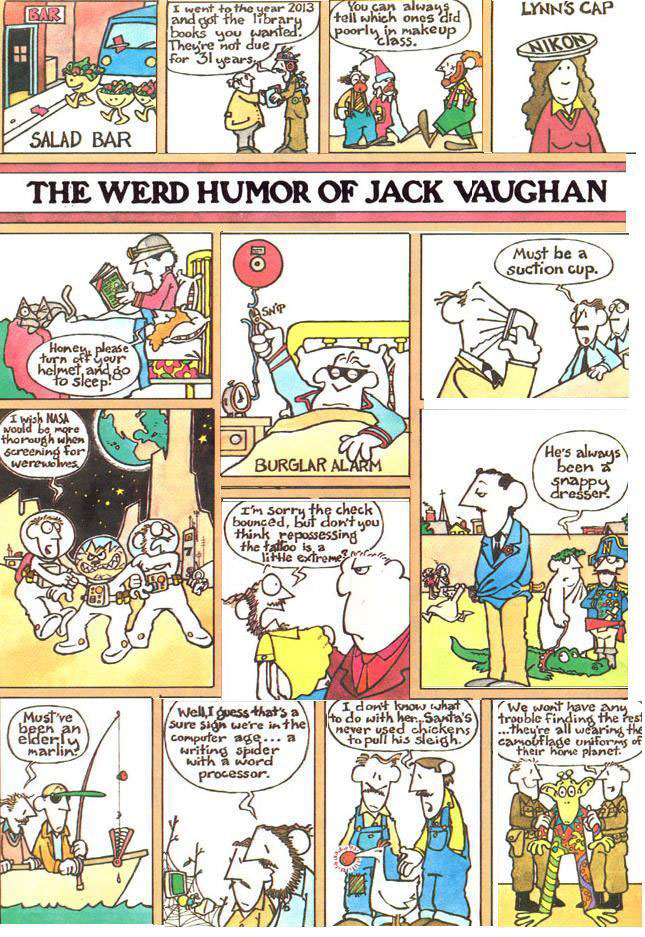 BAR
SALAD BAR
I went to the year 2013
and got the library
books you wanted.
They're not due
for 31 years.
You can always
tell which ones did
poorly in makeup
class.
LYNN'S CAP
NIKON
THE WERD HUMOR OF JACK VAUGHAN
Honey, please
turn off your
helmet, and go
to sleep!
SNIP
BURGLAR ALARM
Must be a
suction cup.
I wish NASA
would be more
thorough when
screening for
werewolves.
7
I'm sorry the check
bounced, but don't you
think repossessing
the tattoo is a
little extreme?
He's always
been a
snappy
dresser.
N
Must've
been an
elderly
marlin.
Well, I guess that's a
sure sign we're in the
computer age... a
writing spider
with a word
processor.
I don't know what
to do with her...Santa's
never used chickens
to pull his sleigh.
We won't have any
trouble finding the rest
...they're all wearing the
camouflage uniforms of
their home planet.